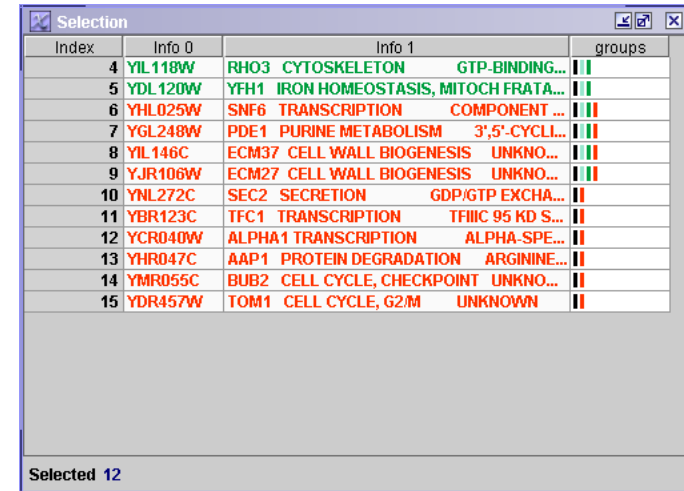 Selection
Index Info 0 Info 1 groups
4 YIL118W RHO3 CYTOSKELETON GTP-BINDING...
5 YDL120W YFH1 IRON HOMEOSTASIS, MITOCH FRATA...
6 YHL025W SNF6 TRANSCRIPTION COMPONENT ...
7 YGL248W PDE1 PURINE METABOLISM 3',5'-CYCLI...
8 YIL146C ECM37 CELL WALL BIOGENESIS UNKNO...
9 YJR106W ECM27 CELL WALL BIOGENESIS UNKNO...
10 YNL272C SEC2 SECRETION GDP/GTP EXCHA...
11 YBR123C TFC1 TRANSCRIPTION TFIIIC 95 KD S...
12 YCR040W ALPHA1 TRANSCRIPTION ALPHA-SPE...
13 YHR047C AAP1 PROTEIN DEGRADATION ARGININE...
14 YMR055C BUB2 CELL CYCLE, CHECKPOINT UNKNO...
15 YDR457W TOM1 CELL CYCLE, G2/M UNKNOWN
Selected 12